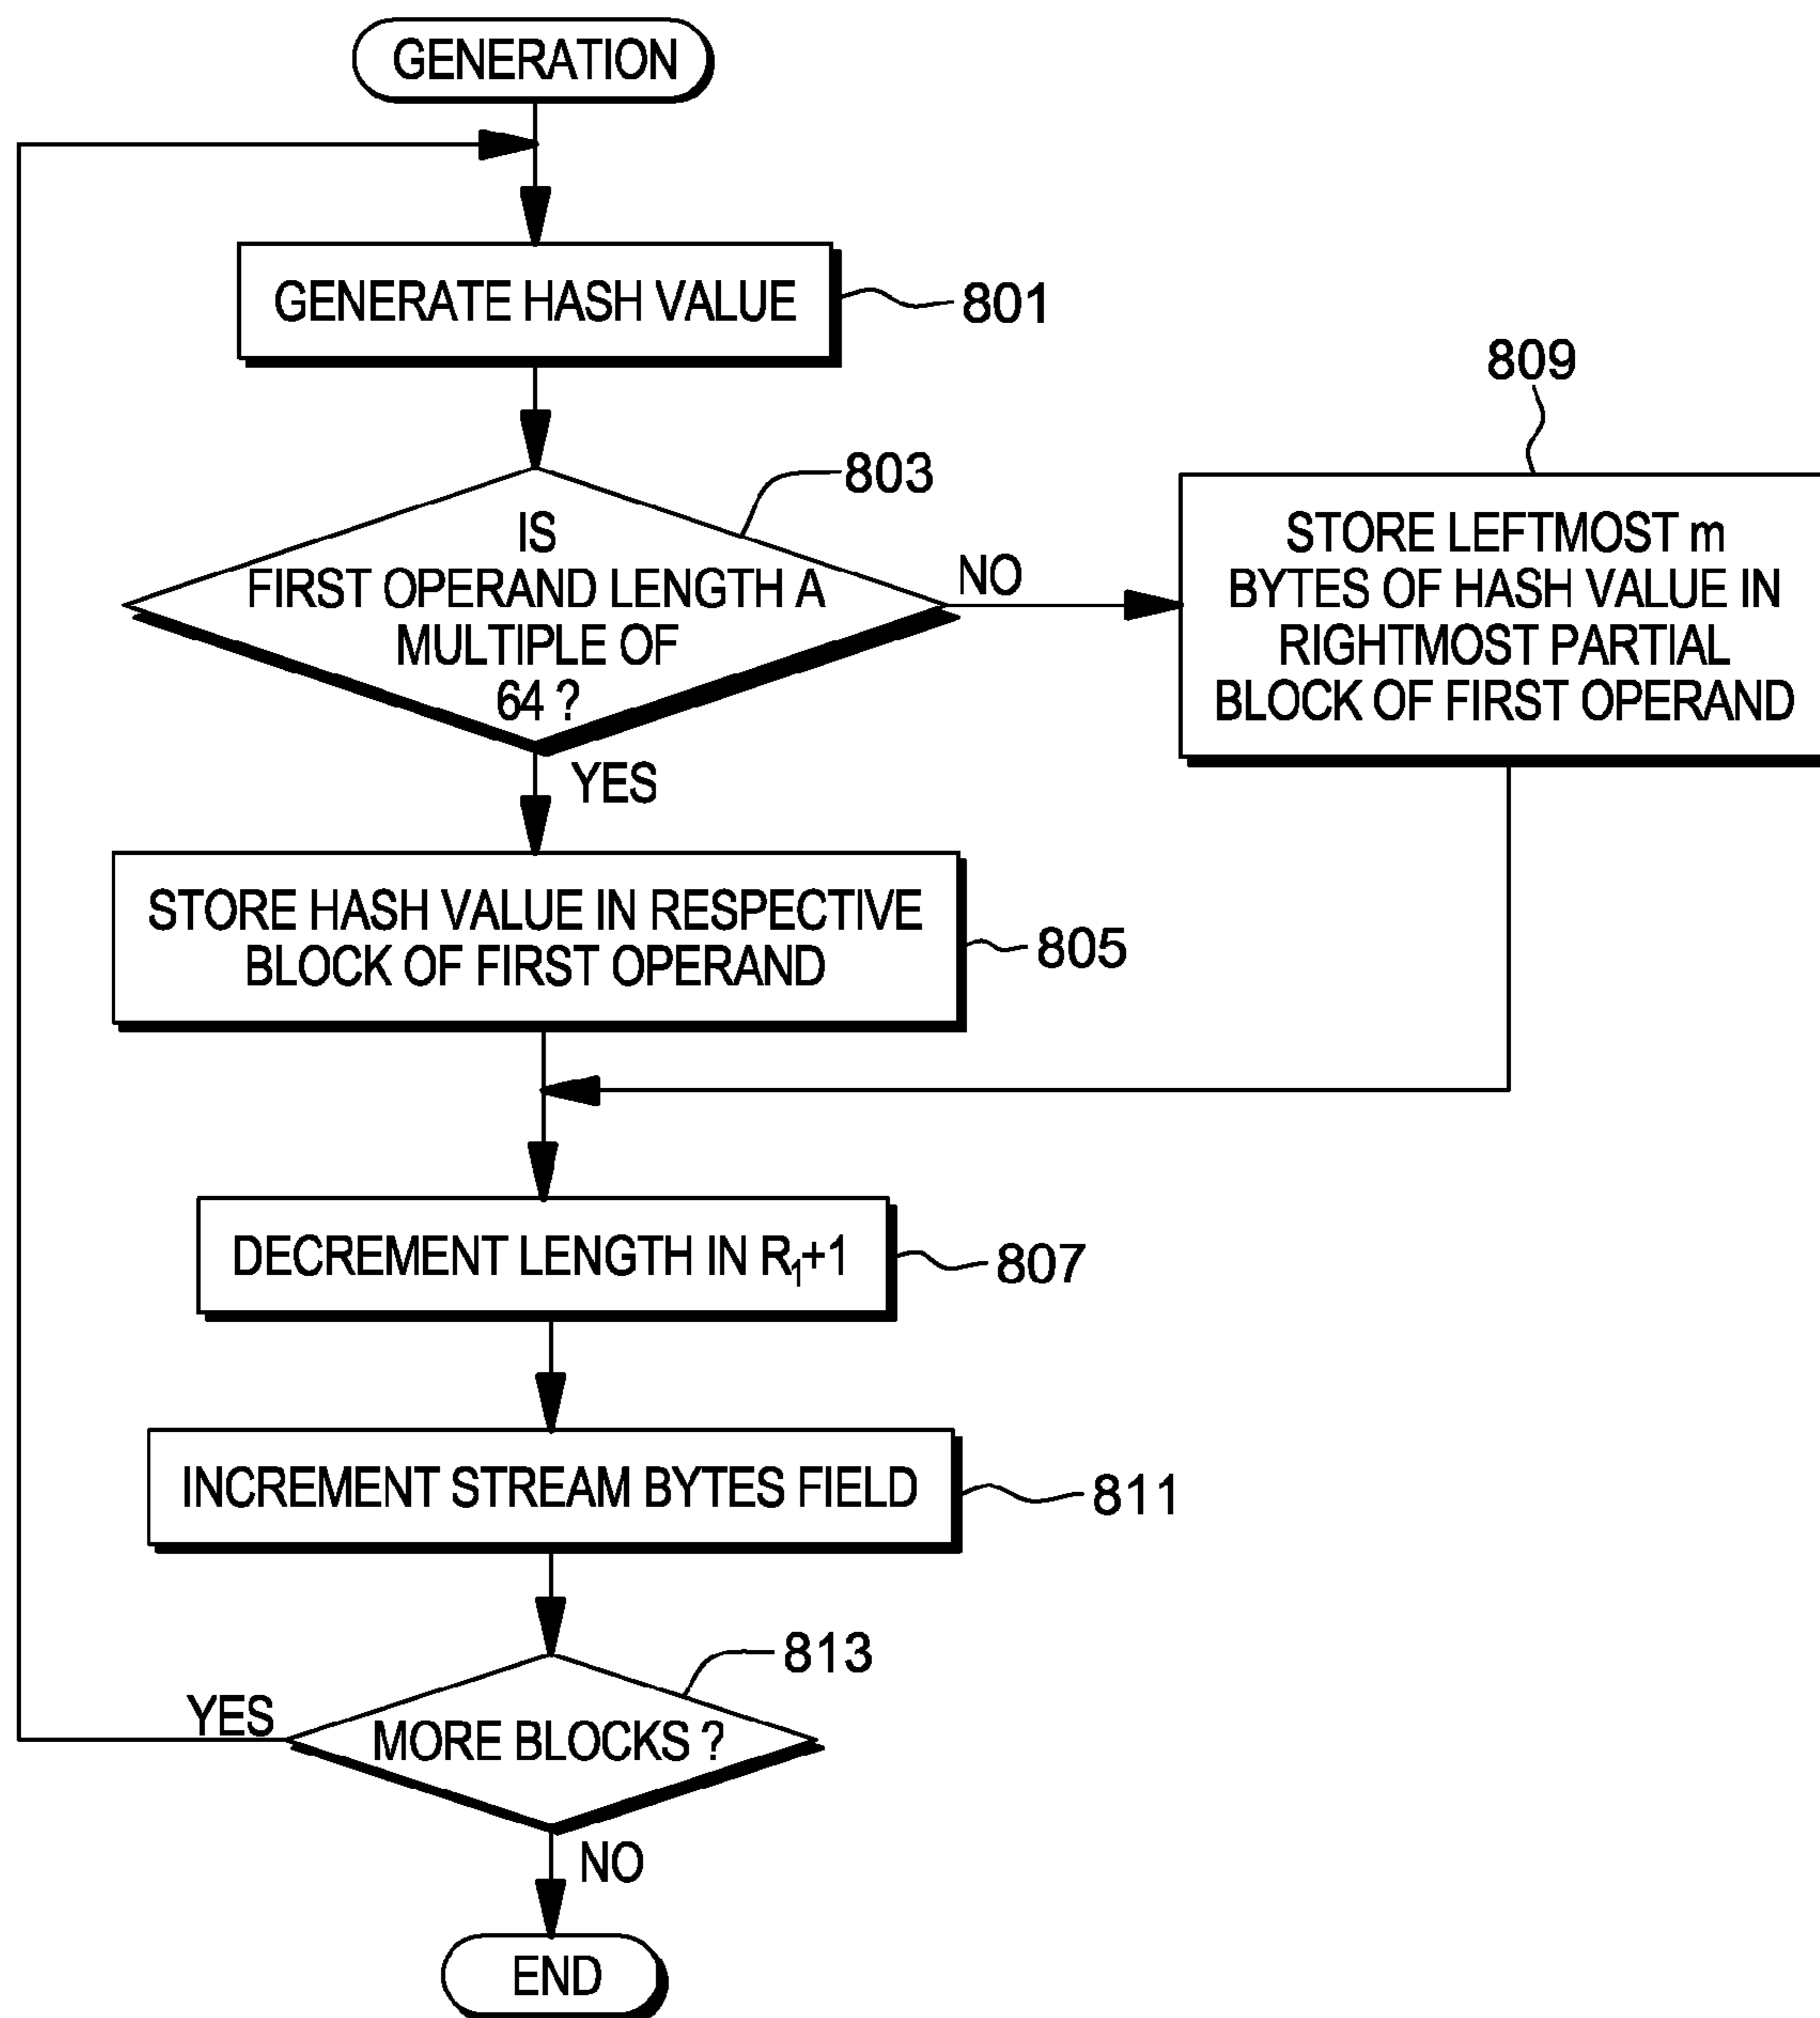 GENERATION
GENERATE HASH VALUE
801
803
IS
FIRST OPERAND LENGTH A
MULTIPLE OF
64 ?
NO
809
STORE LEFTMOST m
BYTES OF HASH VALUE IN
RIGHTMOST PARTIAL
BLOCK OF FIRST OPERAND
YES
STORE HASH VALUE IN RESPECTIVE
BLOCK OF FIRST OPERAND
805
DECREMENT LENGTH IN R₁+1
807
INCREMENT STREAM BYTES FIELD
811
813
YES
MORE BLOCKS ?
NO
END